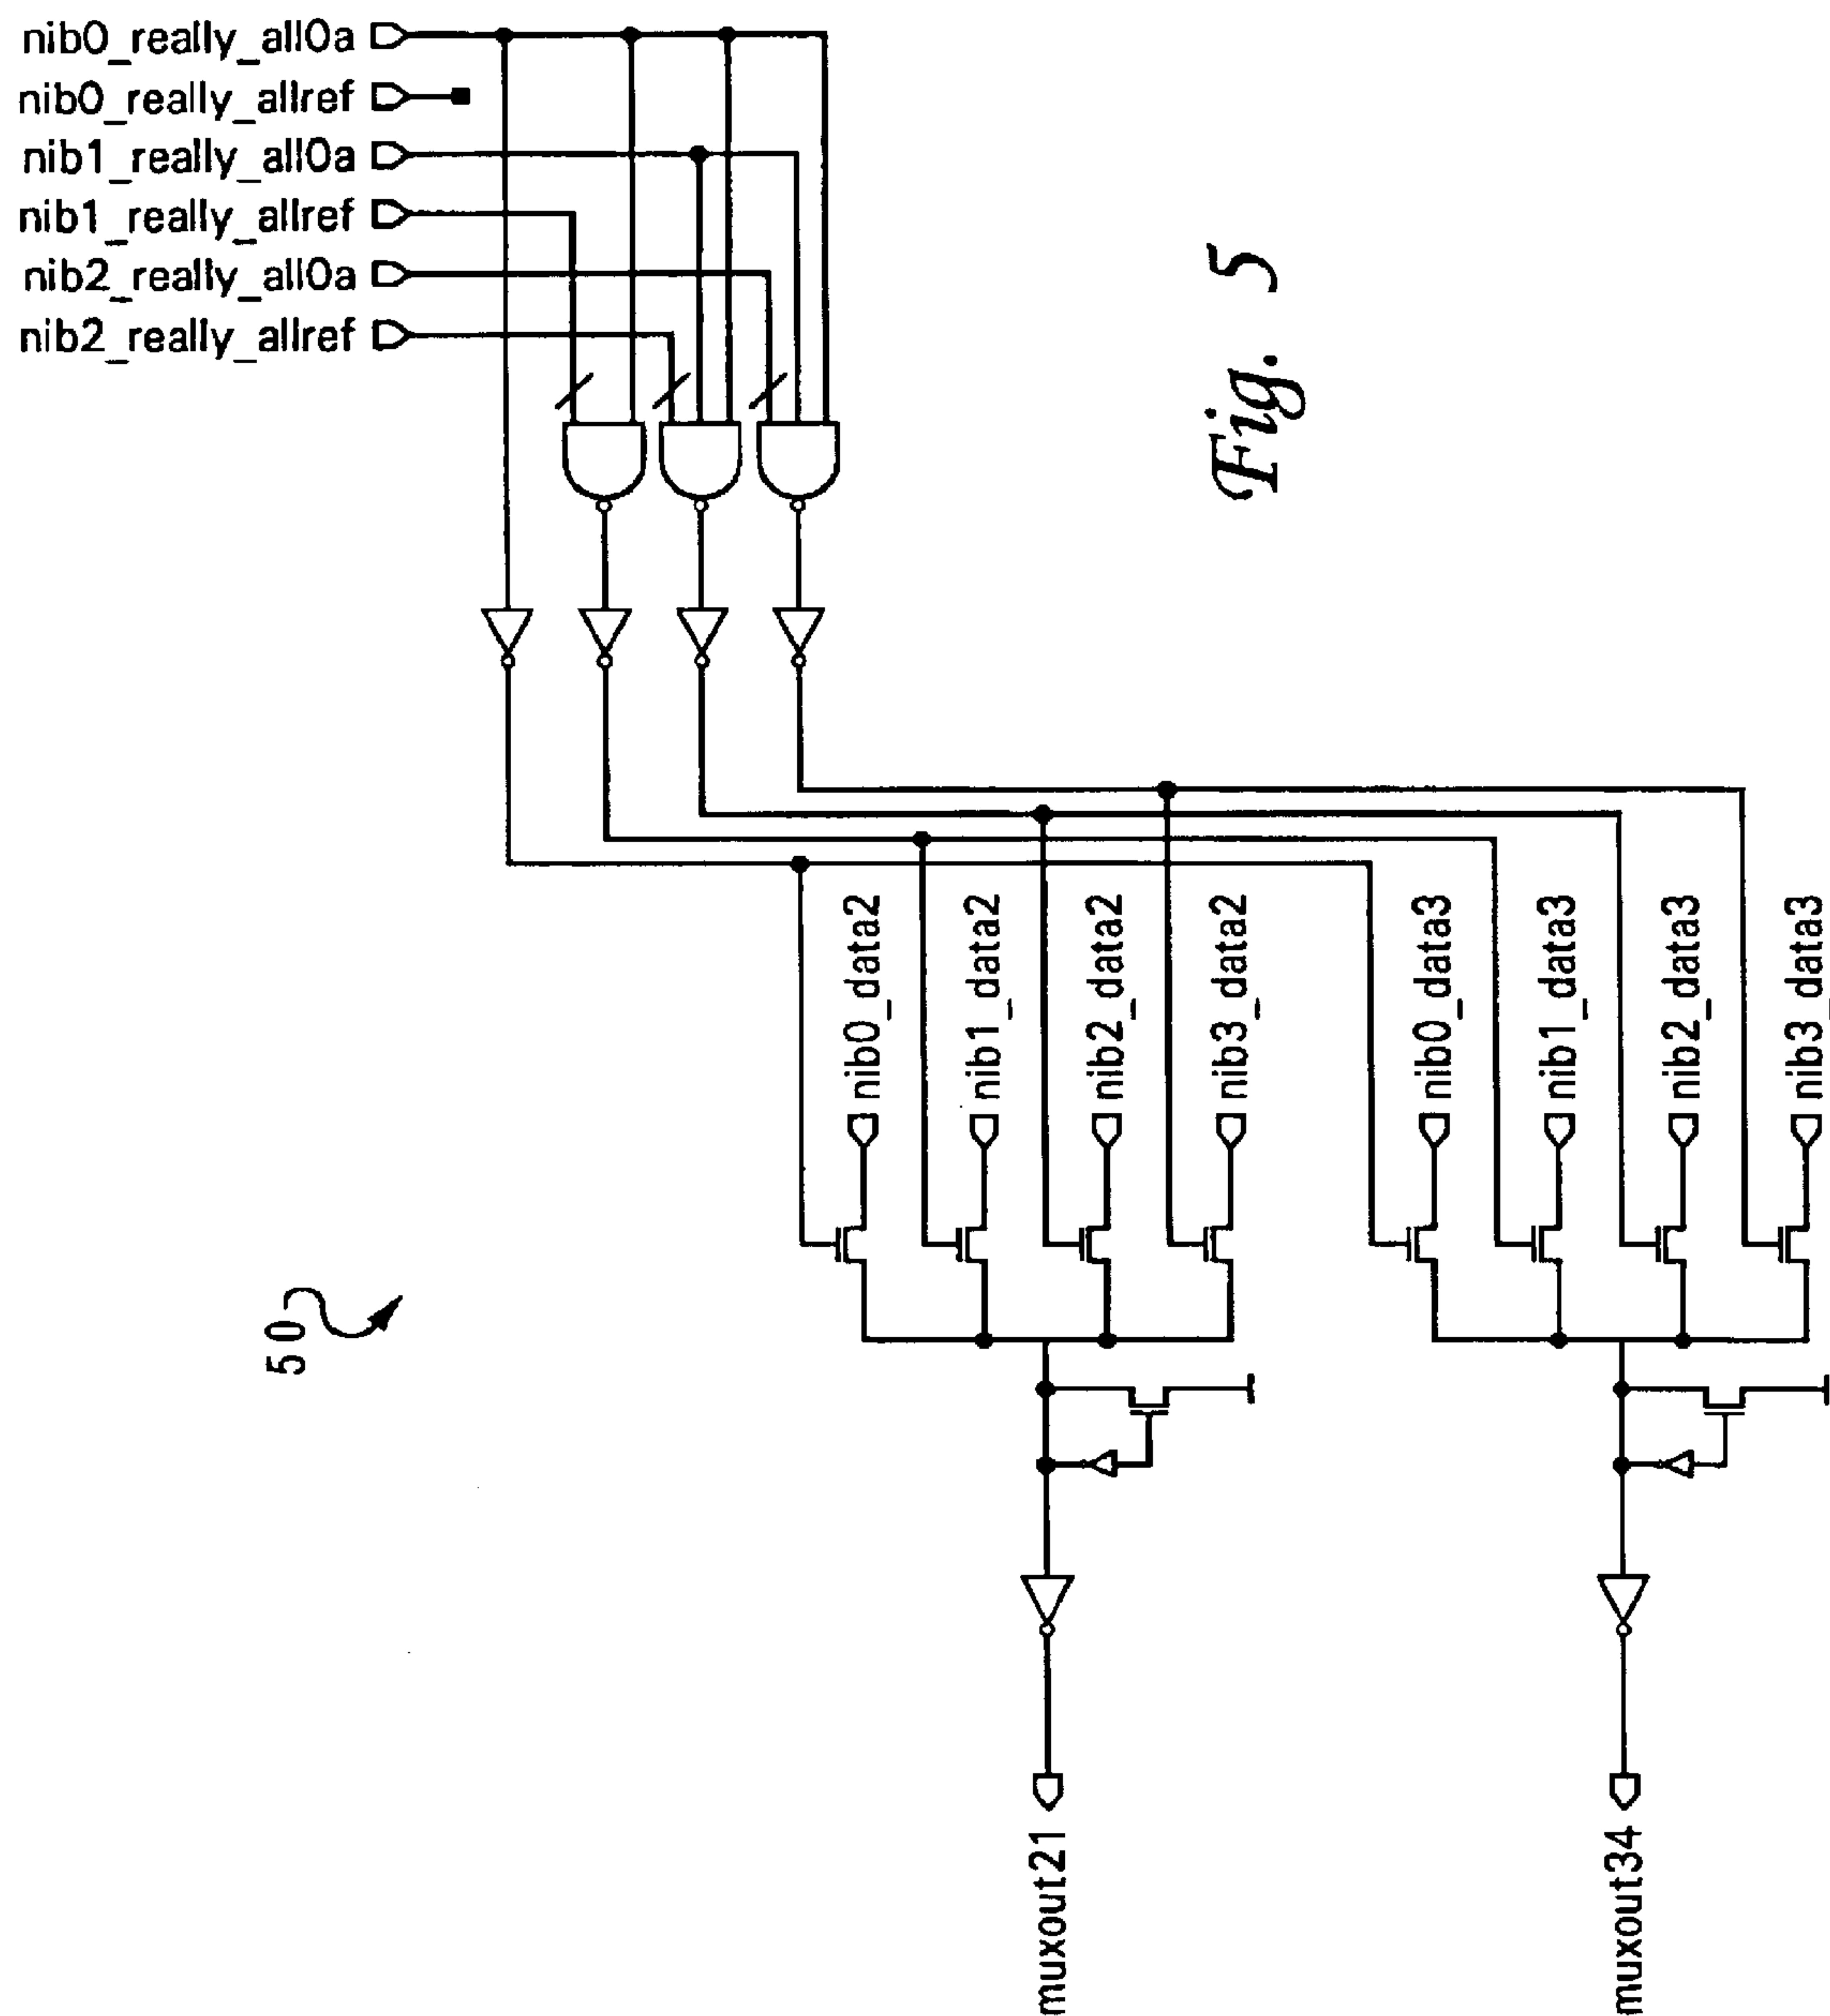 nib0_really_all0a
nib0_really_allref
nib1_really_all0a
nib1_really_allref
nib2_really_all0a
nib2_really_allref
Fig. 5
nib0_data2
nib1_data2
nib2_data2
nib3_data2
nib0_data3
nib1_data3
nib2_data3
nib3_data3
50
muxout21
muxout34